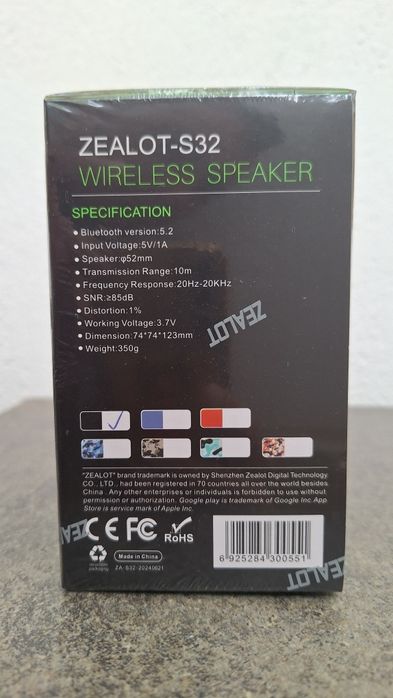 ZEALOT-S32
WIRELESS SPEAKER
SPECIFICATION
• Bluetooth version:5.2
• Input Voltage:5V/1A
• Speaker:φ52mm
• Transmission Range:10m
• Frequency Response:20Hz-20KHz
• SNR:≥85dB
• Distortion:1%
• Working Voltage:3.7V
• Dimension:74*74*123mm
• Weight:350g
ZEALOT
"ZEALOT" brand trademark is owned by Shenzhen Zealot Digital Technology
CO.,LTD., had been registered in 70 countries all over the world besides
China. Any other enterprises or individuals is forbidden to use without
permission or authorization. Google play is trademark of Google Inc. App
Store is service mark of Apple Inc.
ZEA
CE FC RoHS
recyclable
packaging
Made in China
ZA-S32-20240621
6 925284 300551
ZEALOT